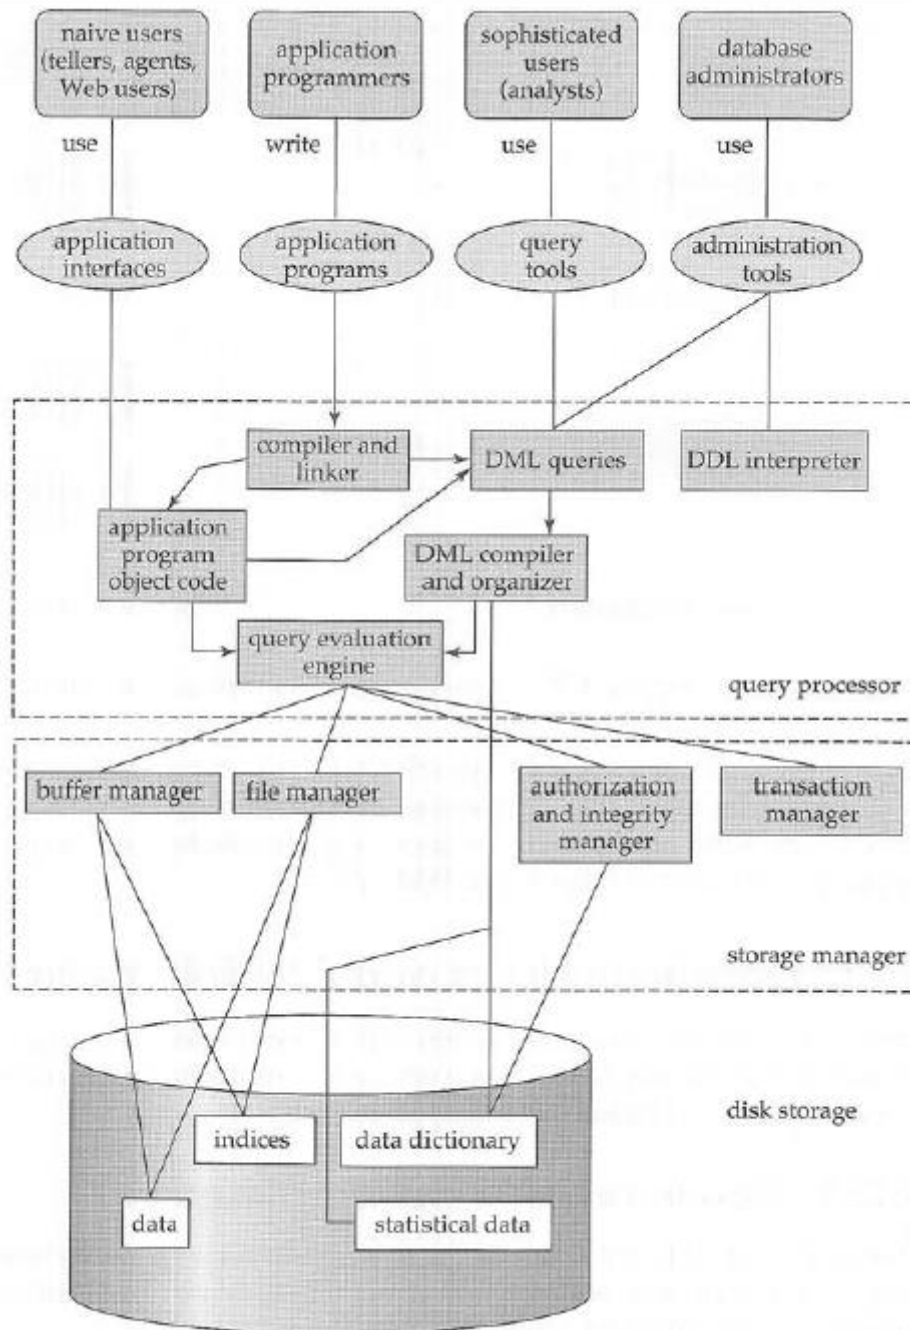 naive users
(tellers, agents,
Web users)
application
programmers
sophisticated
users
(analysts)
database
administrators
use
write
use
use
application
interfaces
application
programs
query
tools
administration
tools
compiler and
linker
DML queries
DDL interpreter
application
program
object code
DML compiler
and organizer
query evaluation
engine
query processor
buffer manager
file manager
authorization
and integrity
manager
transaction
manager
storage manager
disk storage
indices
data dictionary
data
statistical data